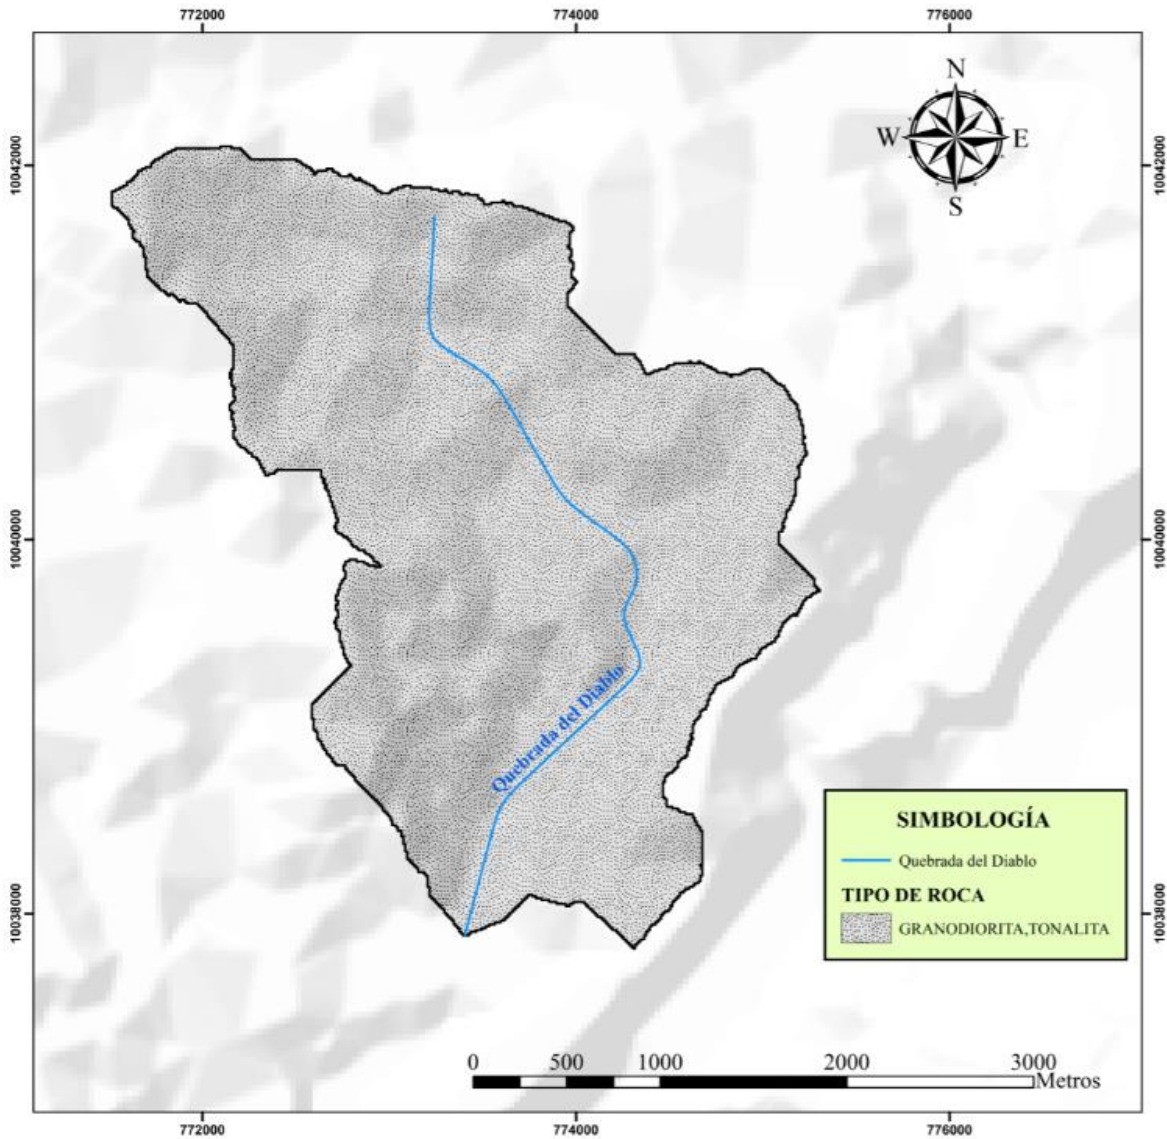 772000
774000
776000
N
W
E
S
10042000
10042000
10040000
10040000
10038000
10038000
Quebrada del Diablo
SIMBOLOGÍA
Quebrada del Diablo
TIPO DE ROCA
GRANODIORITA,TONALITA
0 500 1000 2000 3000
Metros
772000
774000
776000